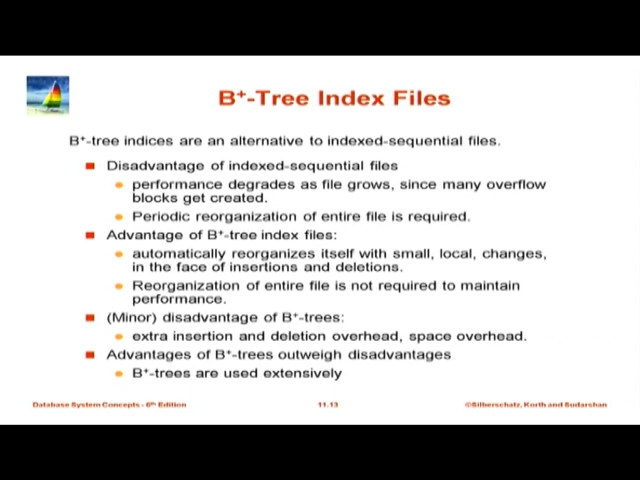 B⁺-Tree Index Files
B⁺-tree indices are an alternative to indexed-sequential files.
Disadvantage of indexed-sequential files
performance degrades as file grows, since many overflow
blocks get created.
Periodic reorganization of entire file is required.
Advantage of B⁺-tree index files:
automatically reorganizes itself with small, local, changes,
in the face of insertions and deletions.
Reorganization of entire file is not required to maintain
performance.
(Minor) disadvantage of B⁺-trees:
extra insertion and deletion overhead, space overhead.
Advantages of B⁺-trees outweigh disadvantages
B⁺-trees are used extensively
Database System Concepts - 6th Edition 11.13 ©Silberschatz, Korth and Sudarshan